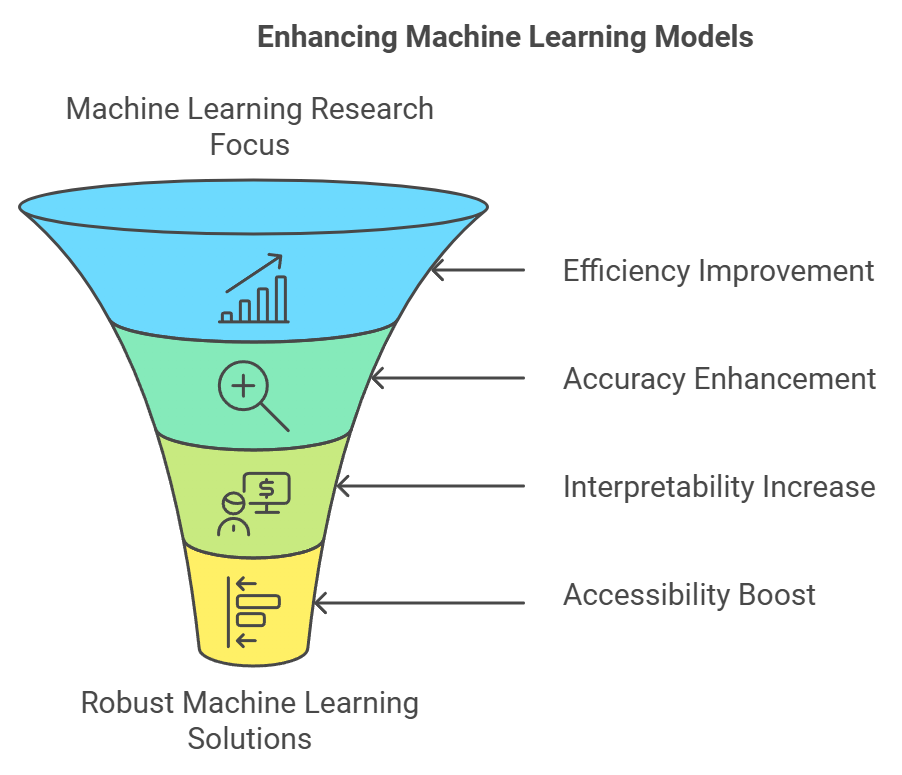 Enhancing Machine Learning Models
Machine Learning Research
Focus
Efficiency Improvement
Accuracy Enhancement
$
Interpretability Increase
Accessibility Boost
Robust Machine Learning
Solutions